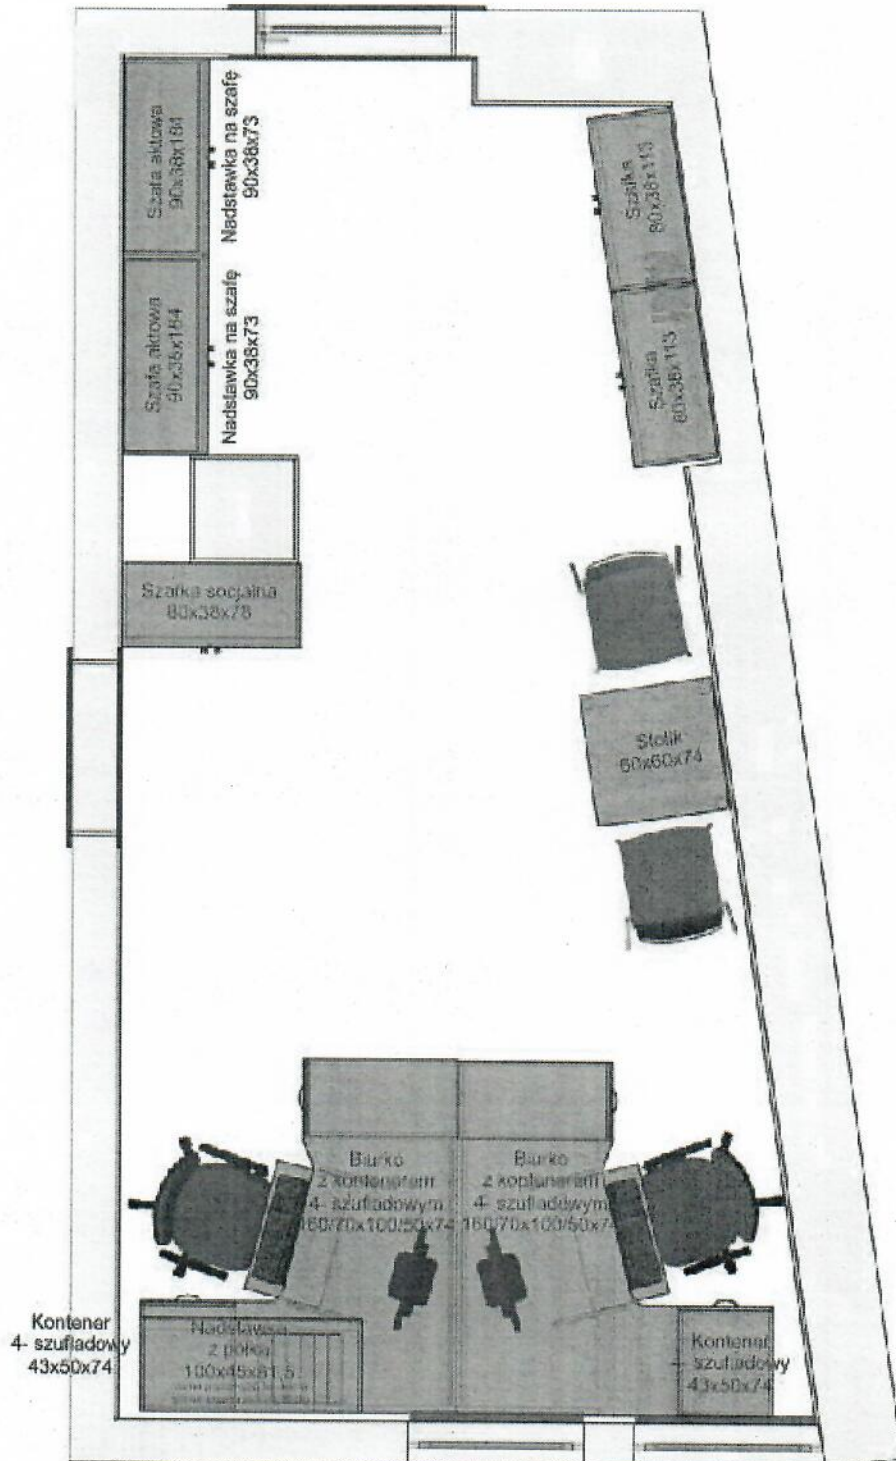 Szafa aktowa
90x38x184
Nadstawka na szafę
90x38x73
Szafa aktowa
90x38x184
Nadstawka na szafę
90x38x73
Szafka
80x38x113
Szafka
80x38x113
Szafka socjalna
80x38x78
Stolik
60x60x74
Biurko
z kontenerem
4- szufladowym
160/70x100/50x74
Biurko
z kontenerem
4- szufladowym
160/70x100/50x74
Kontener
4- szufladowy
43x50x74
Nadstawka
z półką
100x45x81,5
Kontener
4- szufladowy
43x50x74